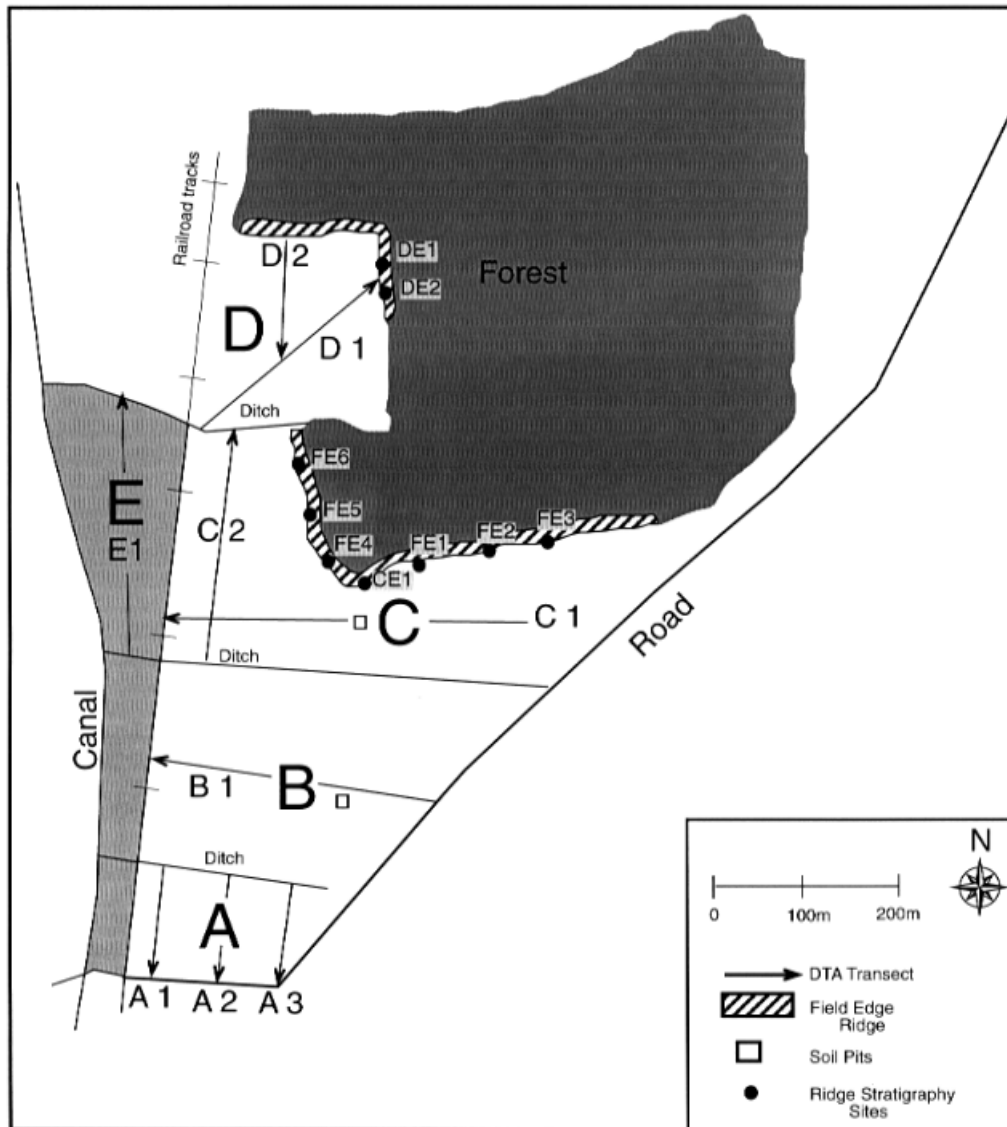 Railroad tracks
D 2
DE1
Forest
DE2
D
D 1
Ditch
FE6
E
FE5
C 2
FE3
E1
FE2
FE4
FE1
CE1
C
C 1
Road
Ditch
Canal
B 1
B
Ditch
A
A 1
A 2
A 3
N
0
100m
200m
DTA Transect
Field Edge
Ridge
Soil Pits
Ridge Stratigraphy
Sites